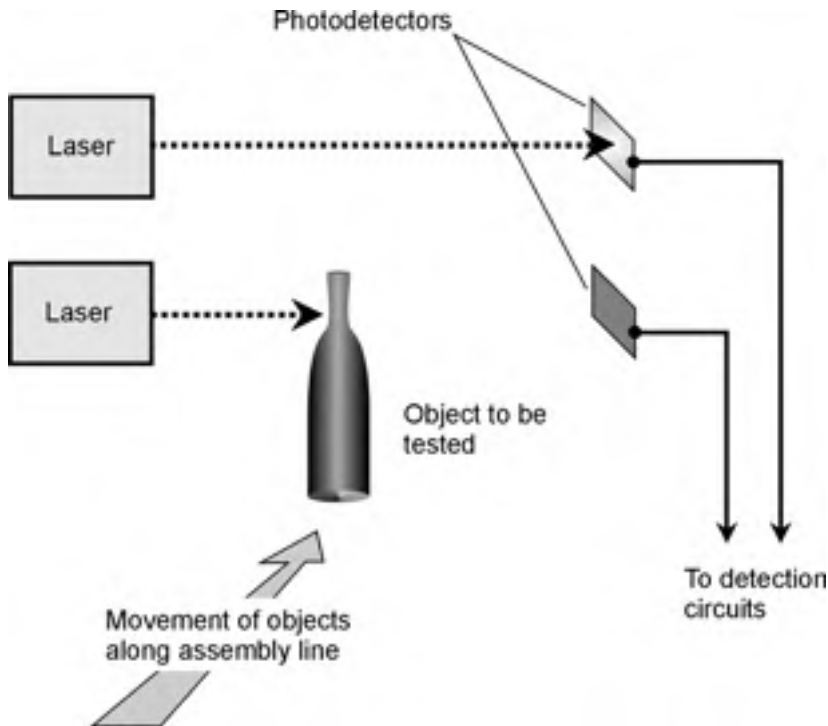 Photodetectors
Laser
Laser
Object to be
tested
To detection
circuits
Movement of objects
along assembly line